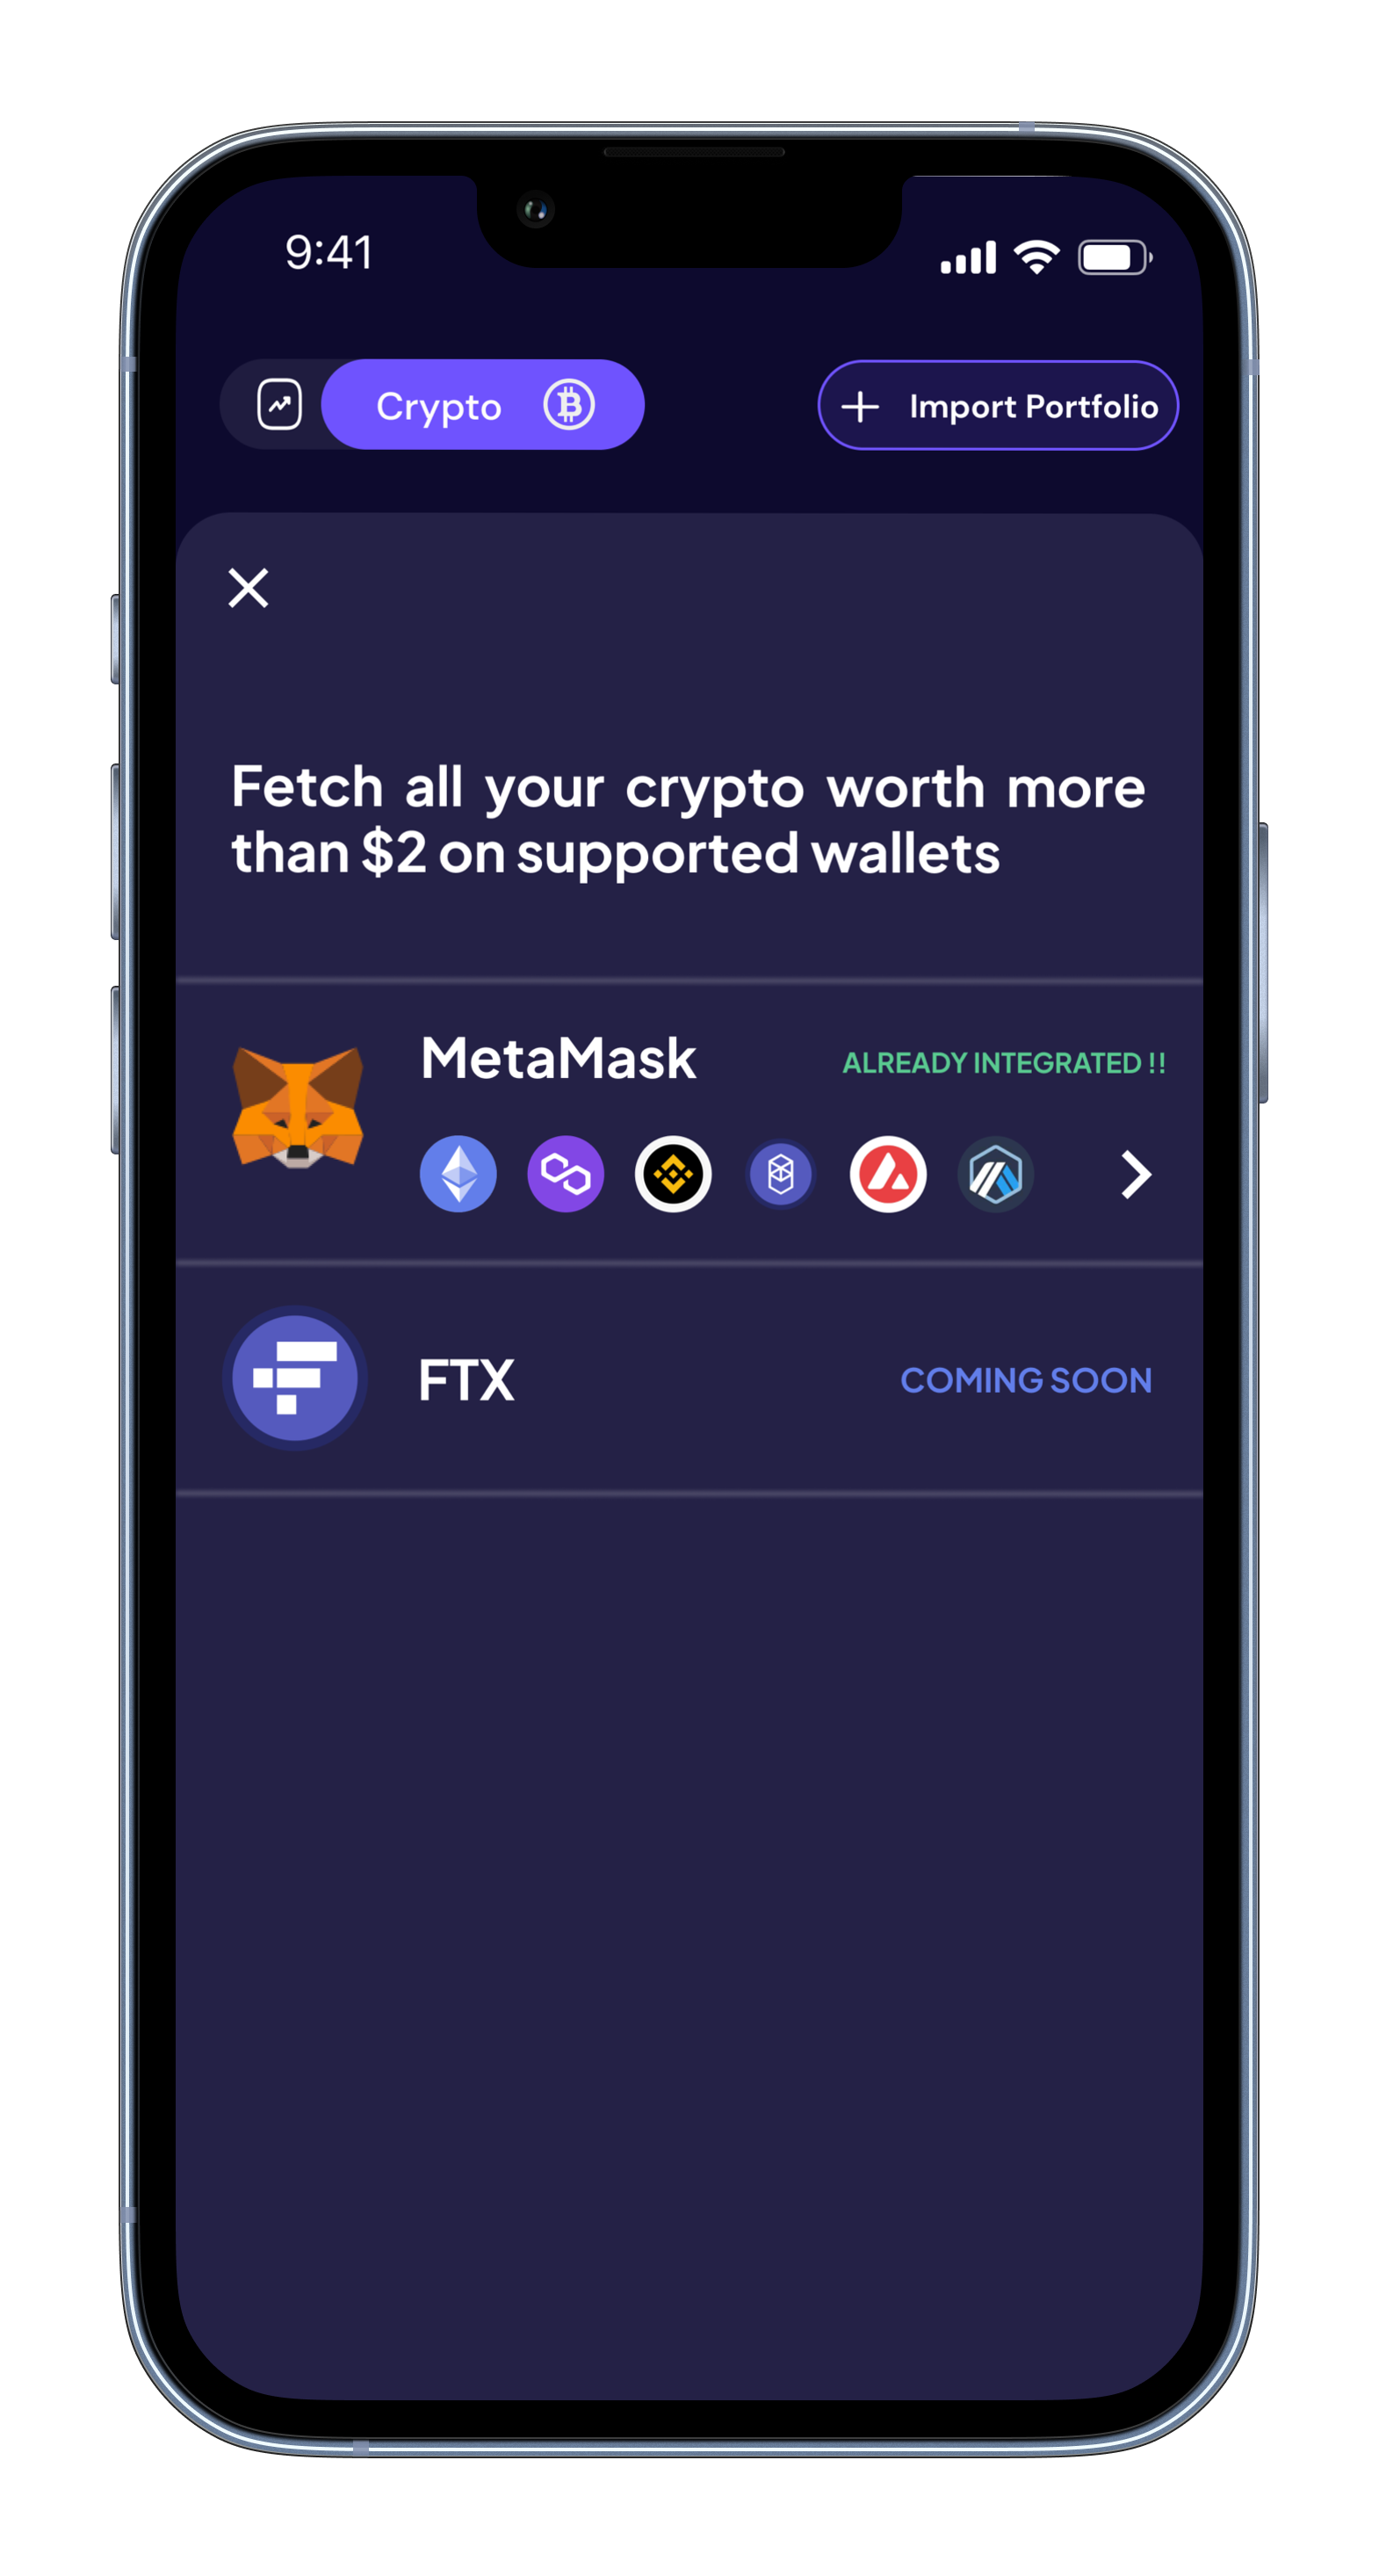 9:41
Crypto
Import Portfolio
Fetch all your crypto worth more
than $2 on supported wallets
MetaMask
ALREADY INTEGRATED !!
FTX
COMING SOON